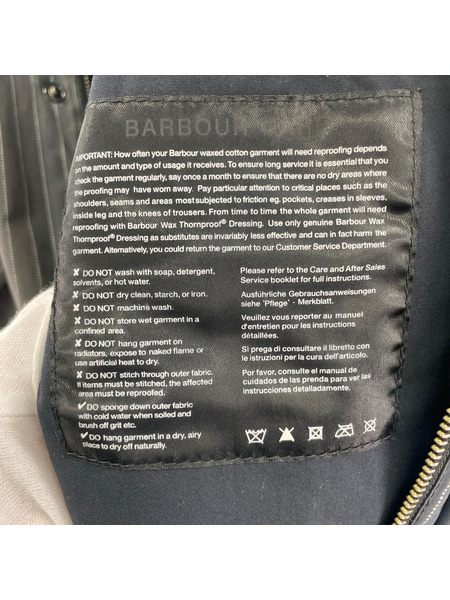 BARBOUR
IMPORTANT: How often your Barbour waxed cotton garment will need reproofing depends
on the amount and type of usage it receives. To ensure long service it is essential that you
check the garment regularly, say once a month to ensure that there are no dry areas where
the proofing may have worn away. Pay particular attention to critical places such as the
shoulders, seams and areas most subjected to friction eg. pockets, creases in sleeves,
inside leg and the knees of trousers. From time to time the whole garment will need
reproofing with Barbour Wax Thornproof® Dressing. Use only genuine Barbour Wax
Thornproof® Dressing as substitutes are invariably less effective and can in fact harm the
garment. Alternatively, you could return the garment to our Customer Service Department.
✘ DO NOT wash with soap, detergent,
solvents, or hot water.
✘ DO NOT dry clean, starch, or iron.
✘ DO NOT machine wash.
✘ DO NOT store wet garment in a
confined area.
✘ DO NOT hang garment on
radiators, expose to naked flame or
use artificial heat to dry.
✘ DO NOT stitch through outer fabric.
If items must be stitched, the affected
area must be reproofed.
✔ DO sponge down outer fabric
with cold water when soiled and
brush off grit etc.
✔ DO hang garment in a dry, airy
place to dry off naturally.
Please refer to the Care and After Sales
Service booklet for full instructions.
Ausführliche Gebrauchsanweisungen
siehe 'Pflege' - Merkblatt.
Veuillez vous reporter au manuel
d'entretien pour les instructions
détaillées.
Si prega di consultare il libretto con
le istruzioni per la cura dell'articolo.
Por favor, consulte el manual de
cuidados de las prenda para ver las
instrucciones detalladamente.